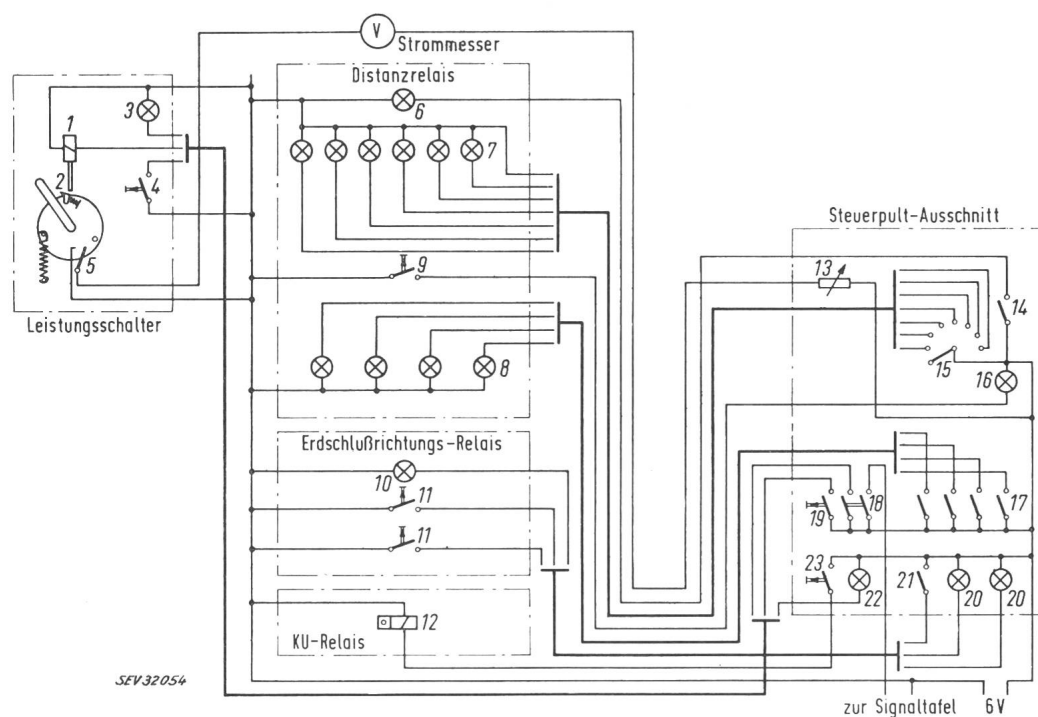 V
Strommesser
Distanzrelais
6
3
1
7
2
4
Steuerpult-Ausschnitt
5
9
13
14
Leistungsschalter
15
16
8
Erdschlußrichtungs-Relais
10
11
19
18
17
11
23
22
21
20
20
12
KU-Relais
SEV32054
zur Signaltafel
6V